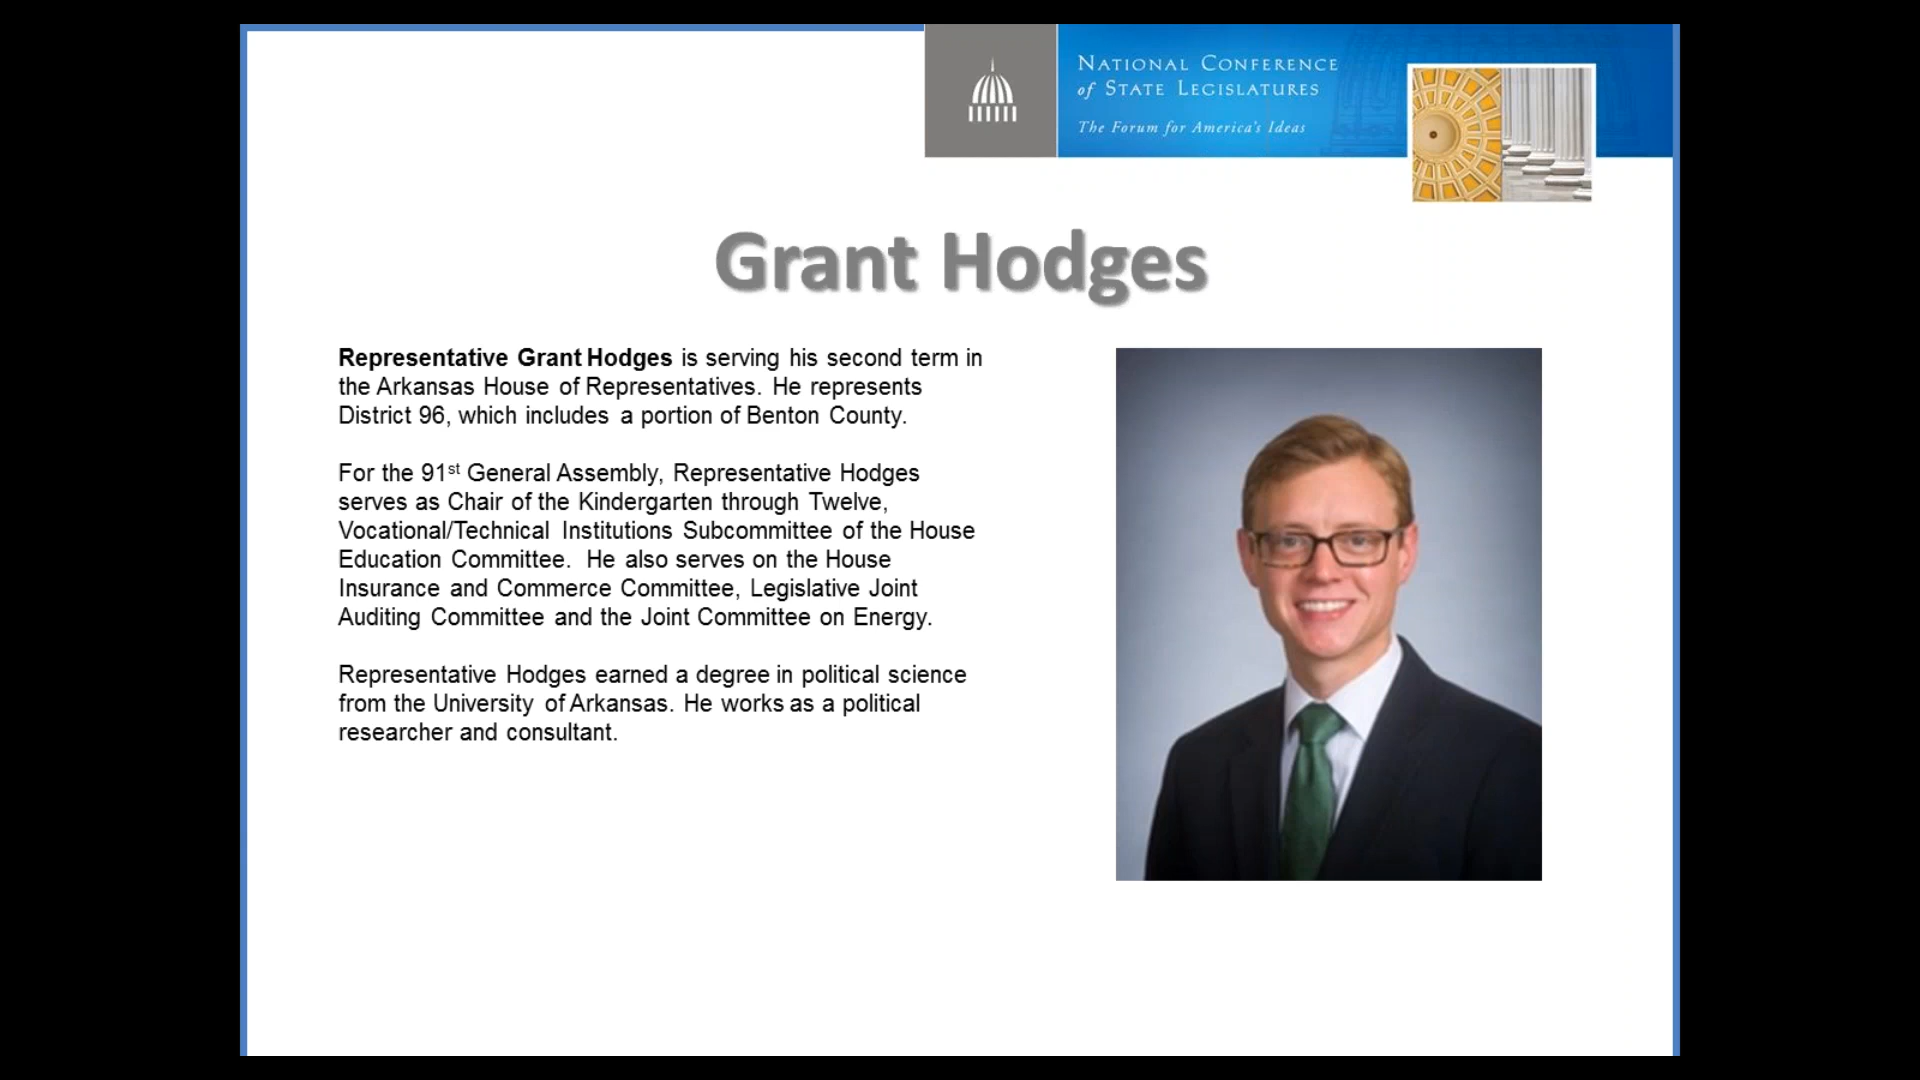 NATIONAL CONFERENCE
of STATE LEGISLATURES
The Forum for America's Ideas
Grant Hodges
Representative Grant Hodges is serving his second term in
the Arkansas House of Representatives. He represents
District 96, which includes a portion of Benton County.
For the 91st General Assembly, Representative Hodges
serves as Chair of the Kindergarten through Twelve,
Vocational/Technical Institutions Subcommittee of the House
Education Committee. He also serves on the House
Insurance and Commerce Committee, Legislative Joint
Auditing Committee and the Joint Committee on Energy.
Representative Hodges earned a degree in political science
from the University of Arkansas. He works as a political
researcher and consultant.